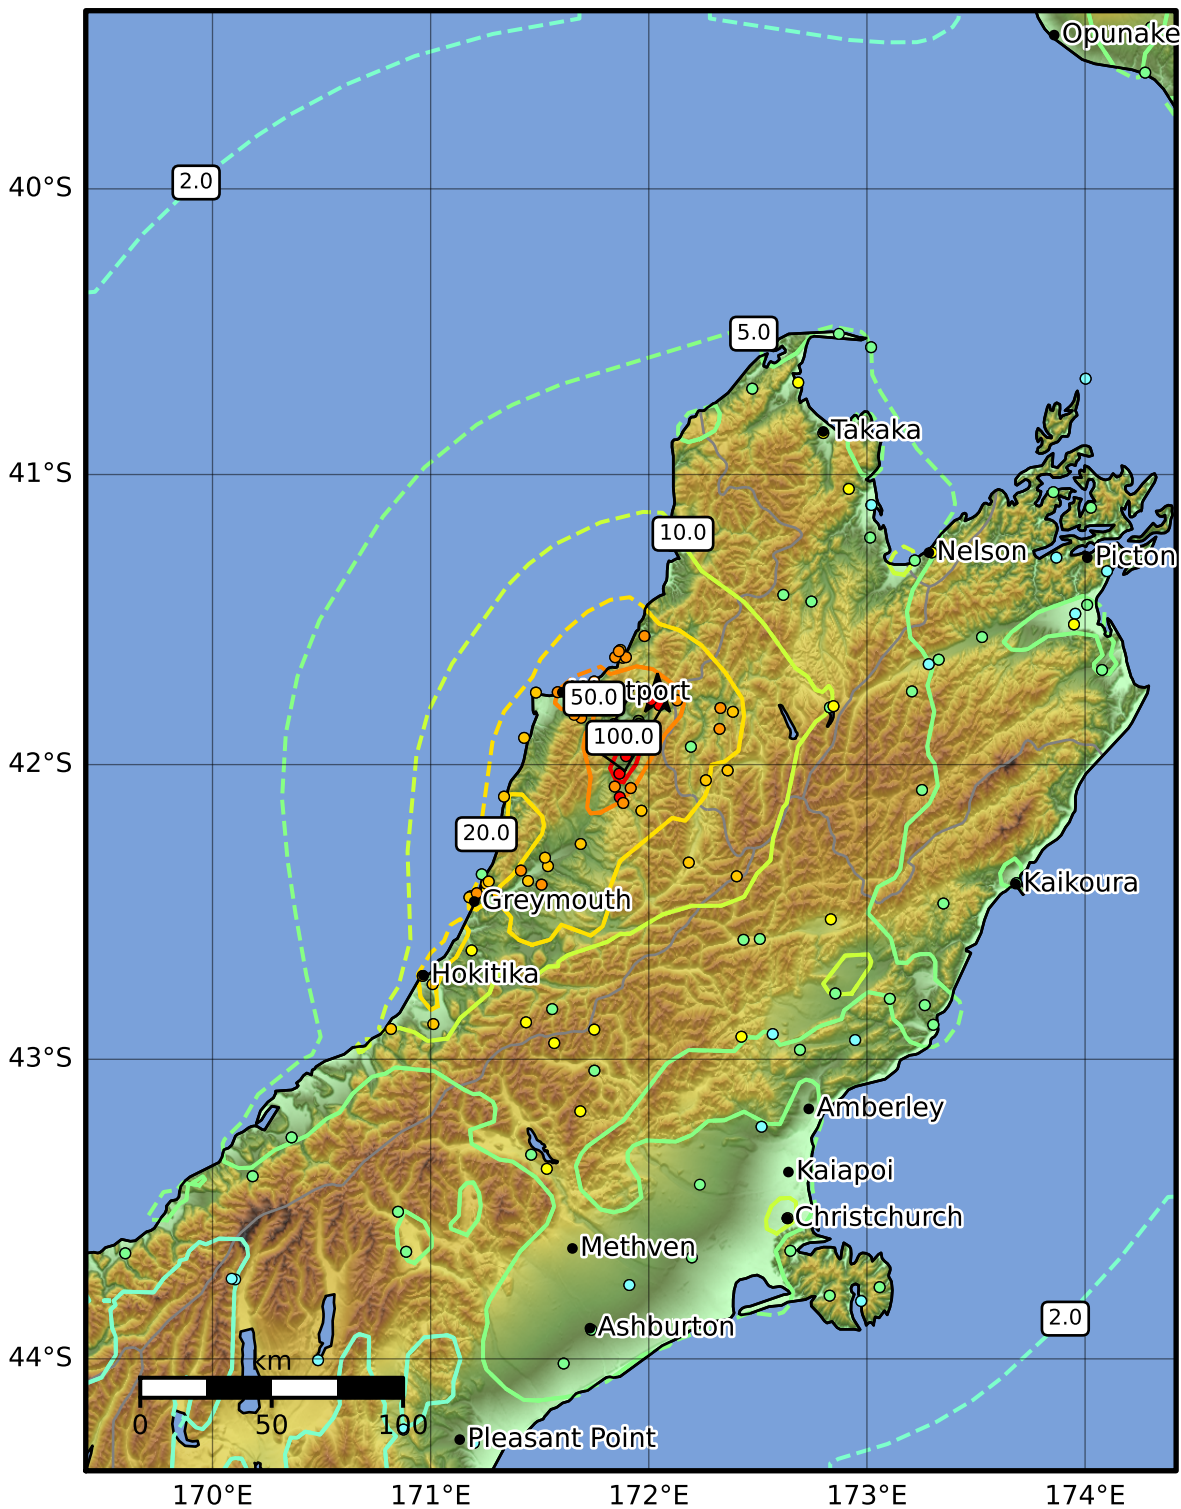 Opunake
40°S
2.0
5.0
Takaka
41°S
10.0
Nelson
Picton
tport
50.0
100.0
42°S
20.0
Kaikoura
Greymouth
Hokitika
43°S
Amberley
Kaiapoi
Christchurch
Methven
2.0
Ashburton
44°S
km
0 50 100
Pleasant Point
170°E 171°E 172°E 173°E 174°E